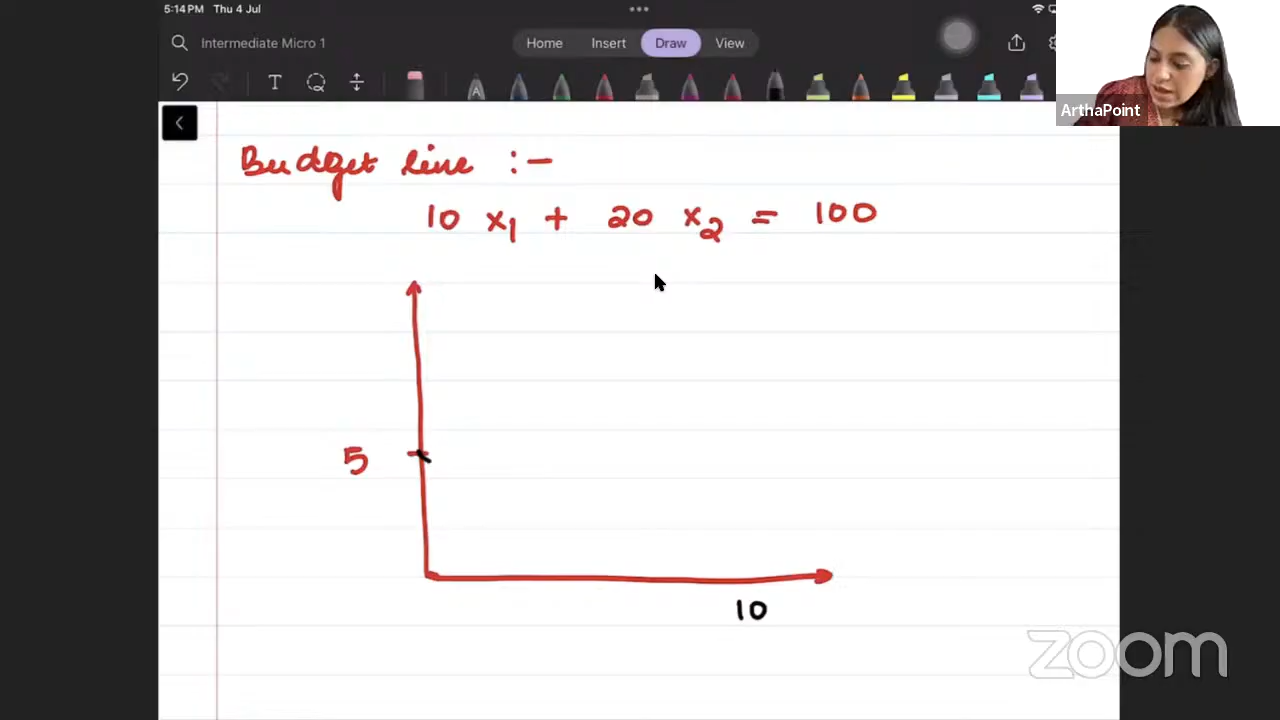 5:14 PM Thu 4 Jul
Intermediate Micro 1
Home Insert Draw View
T
A
ArthaPoint
Budget line :-
10 x1 + 20 x2 = 100
5
10
zoom